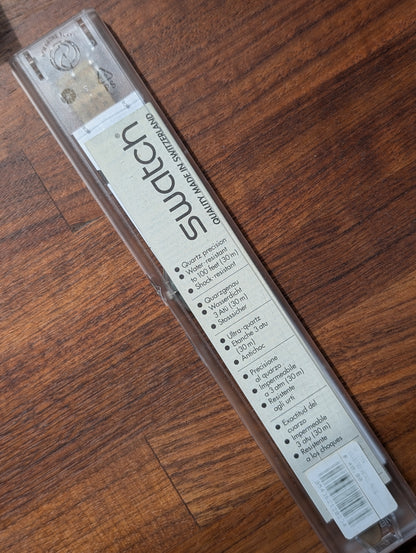 swatch
QUALITY MADE IN SWITZERLAND.
• Quartz precision
• Water-resistant
to 100 feet (30 m)
• Shock-resistant
• Quarzgenau
• Wasserdicht
3 Atü (30 m)
• Stosssicher
• Ultra-quartz
• Etanche 3 atu
(30 m)
• Antichoc
• Precisione
al quarzo
• Impermeabile
a 3 atm (30 m)
• Resistente
agli urti
• Exactitud del
cuarzo
• Impermeable
3 atu (30 m)
• Resistente
a los choques